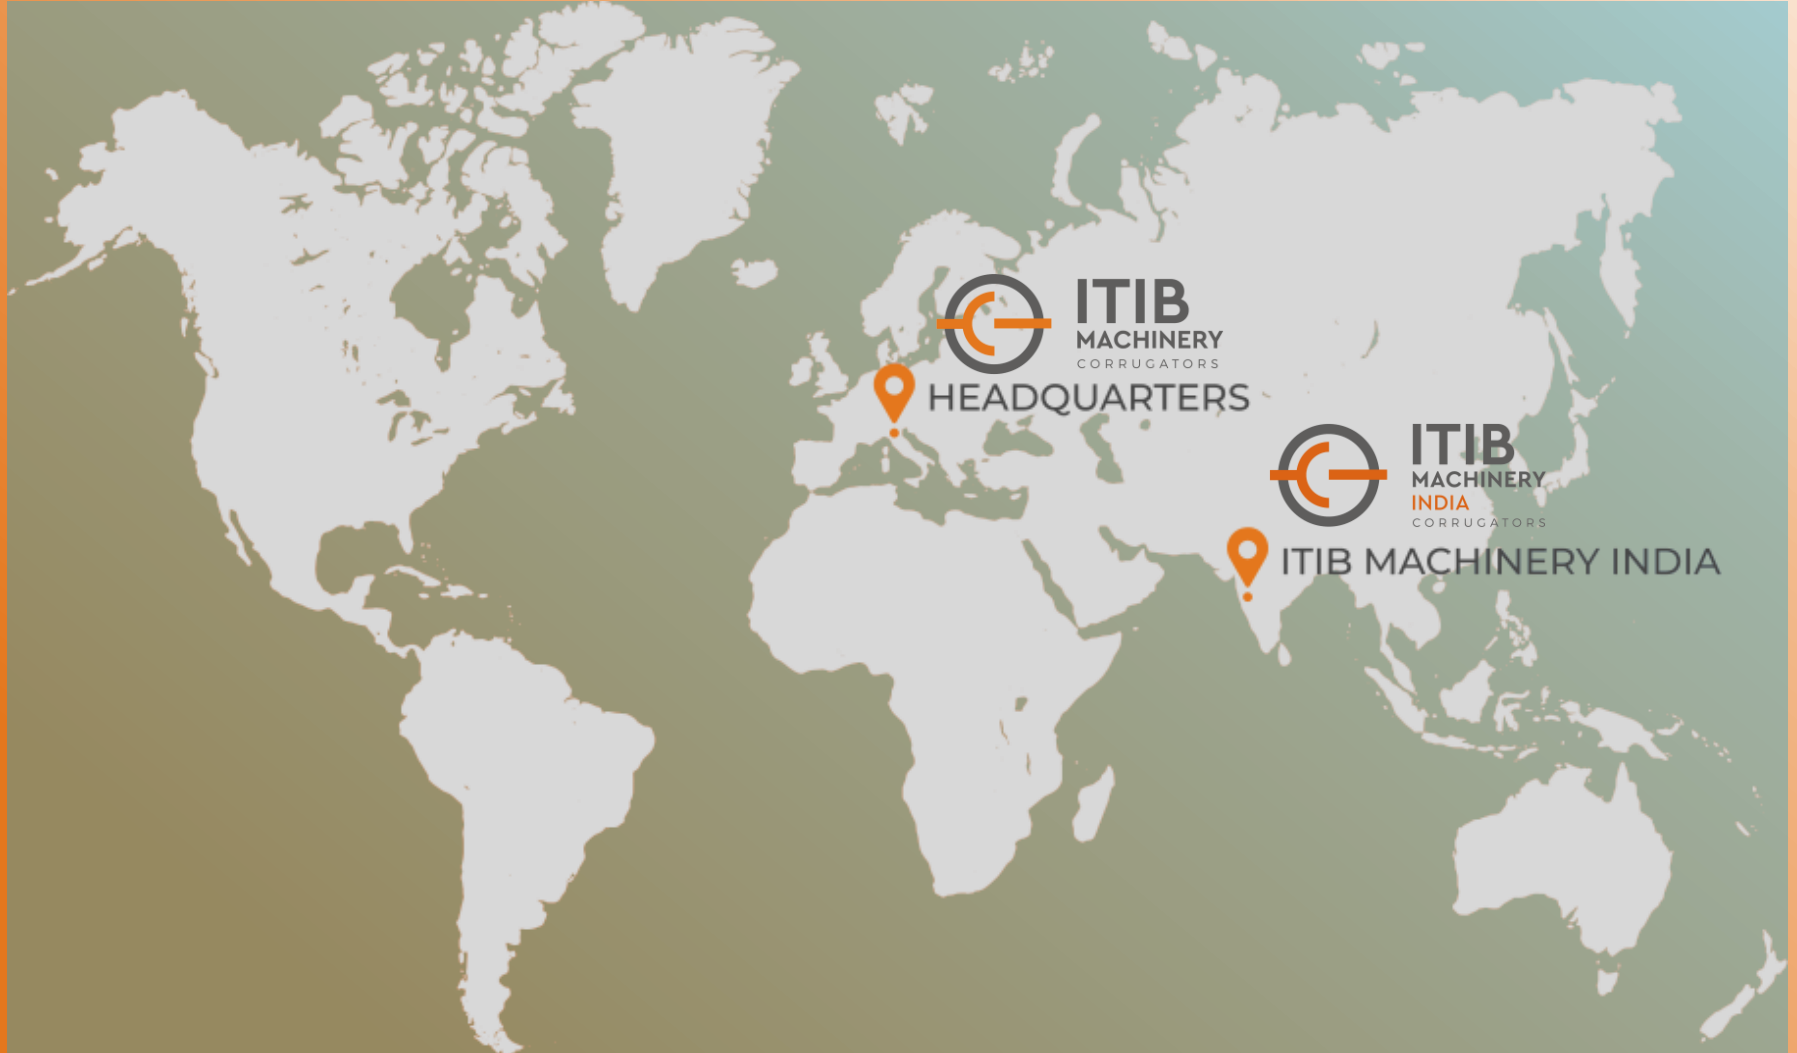 ITIB
MACHINERY
CORRUGATORS
HEADQUARTERS
ITIB
MACHINERY
INDIA
CORRUGATORS
ITIB MACHINERY INDIA